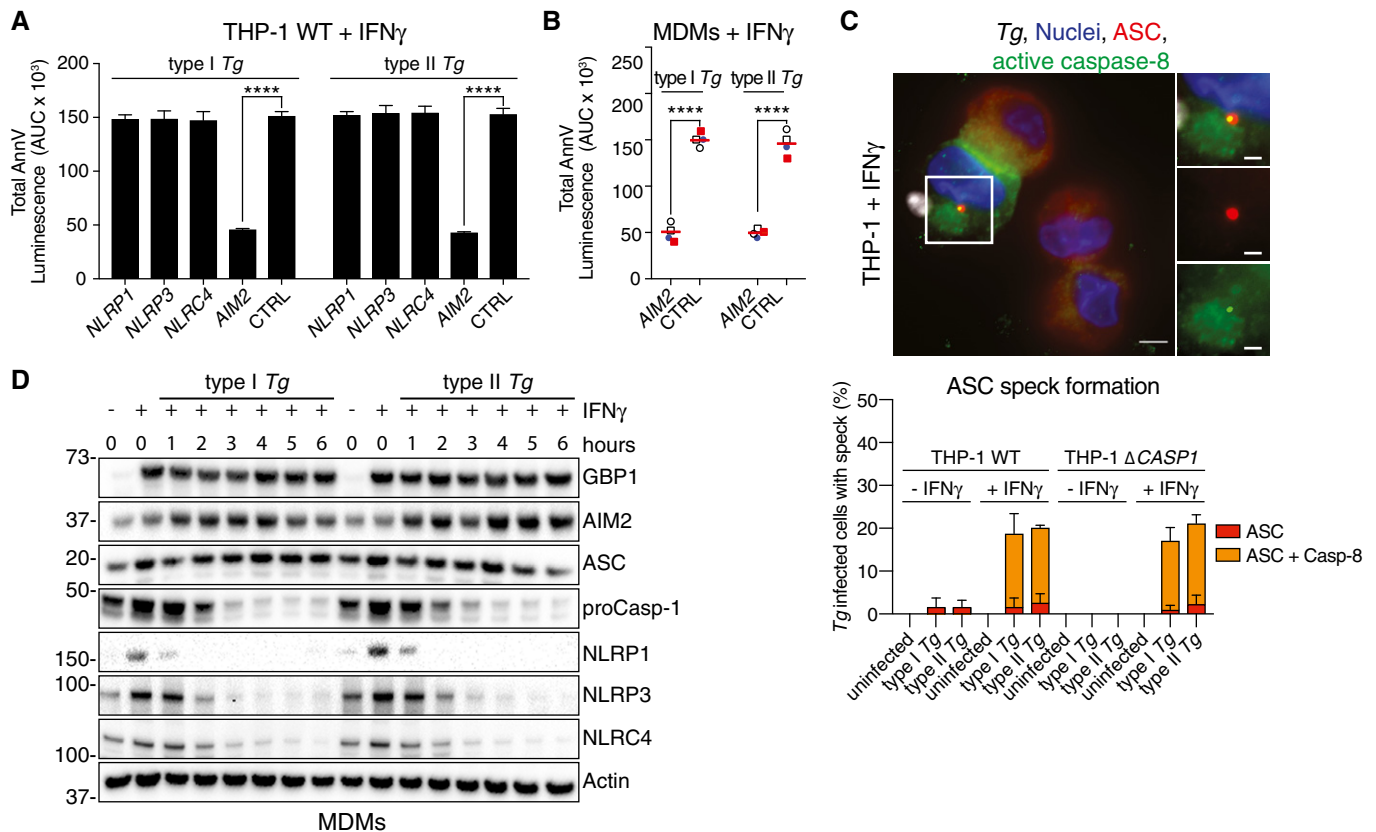 A
THP-1 WT + IFNγ
type I Tg
type II Tg
Total AnnV
Luminescence (AUC x 10³)
200
150
100
50
0
****
****
NLRP1
NLRP3
NLRC4
AIM2
CTRL
NLRP1
NLRP3
NLRC4
AIM2
CTRL
B
MDMs + IFNγ
type I Tg
type II Tg
Total AnnV
Luminescence (AUC x 10³)
250
200
150
100
50
0
****
****
AIM2
CTRL
AIM2
CTRL
C
Tg, Nuclei, ASC,
active caspase-8
THP-1 + IFNγ
ASC speck formation
Tg infected cells with speck (%)
50
40
30
20
10
0
THP-1 WT
THP-1 ΔCASP1
- IFNγ
+ IFNγ
- IFNγ
+ IFNγ
ASC
ASC + Casp-8
uninfected
type I Tg
type II Tg
uninfected
type I Tg
type II Tg
uninfected
type I Tg
type II Tg
uninfected
type I Tg
type II Tg
D
type I Tg
type II Tg
- + + + + + + + - + + + + + + + IFNγ
0 0 1 2 3 4 5 6 0 0 1 2 3 4 5 6 hours
73-
GBP1
37-
AIM2
20-
ASC
50-
proCasp-1
150-
NLRP1
100-
NLRP3
100-
NLRC4
37-
Actin
MDMs